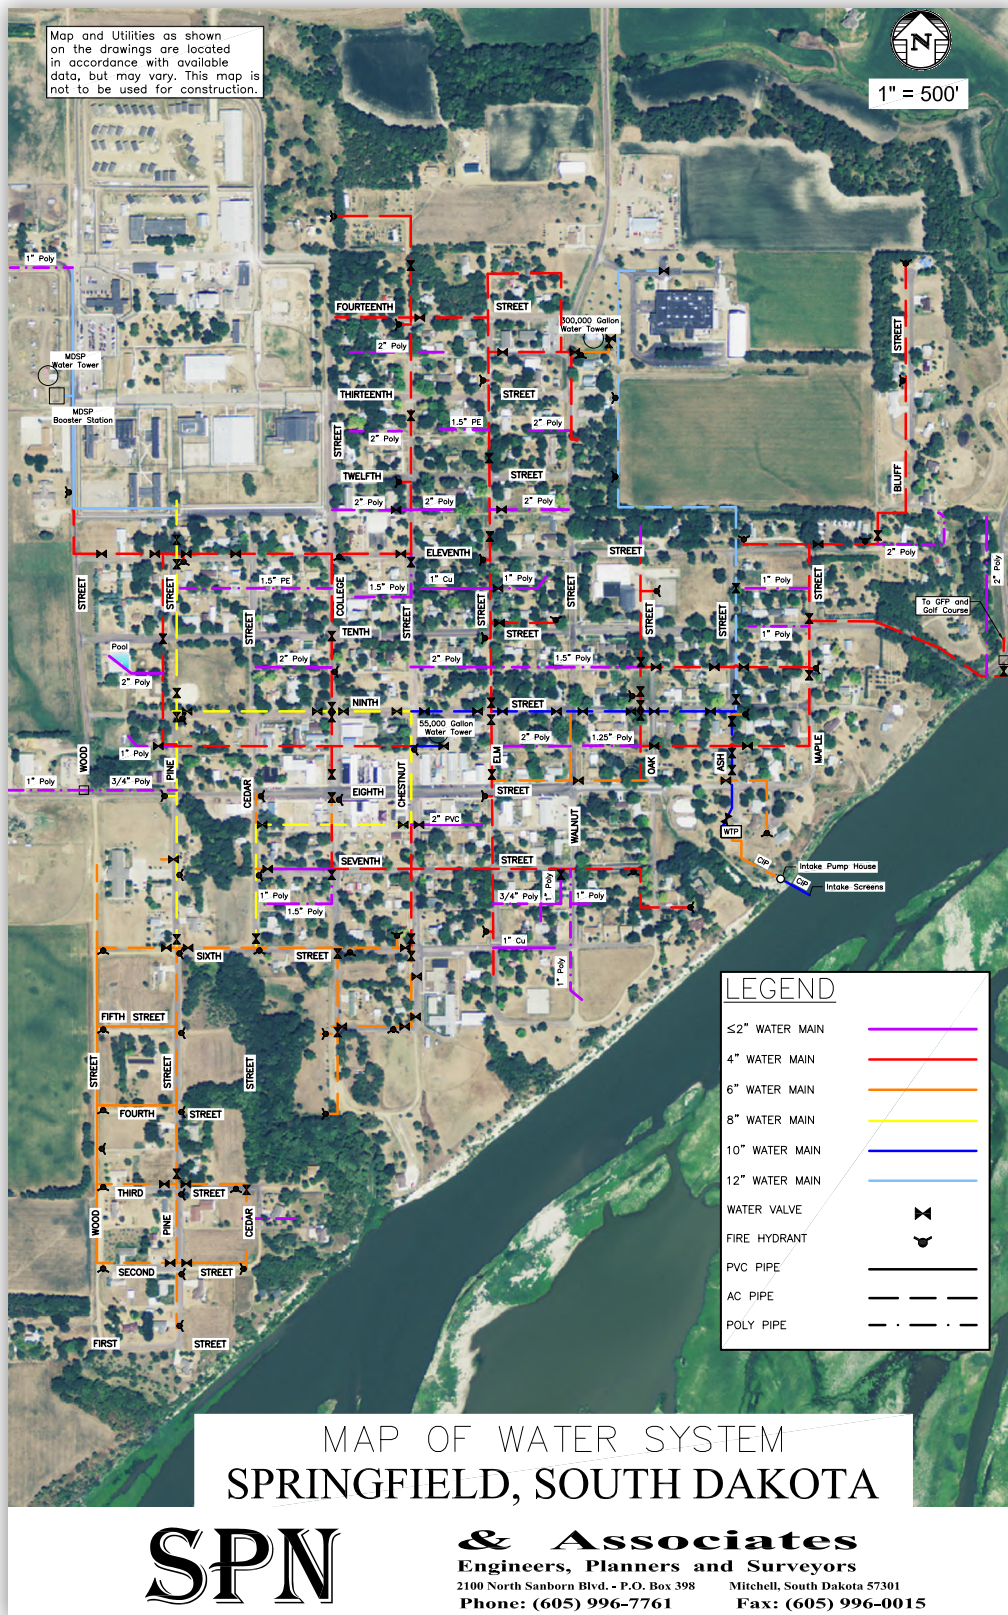 Map and Utilities as shown
on the drawings are located
in accordance with available
data, but may vary. This map is
not to be used for construction.
N
1" = 500'
1" Poly
FOURTEENTH
STREET
300,000 Gallon
Water Tower
2" Poly
STREET
MDSP
Water Tower
MDSP
Booster Station
THIRTEENTH
STREET
1.5" PE
2" Poly
2" Poly
STREET
TWELFTH
STREET
BLUFF
2" Poly
2" Poly
2" Poly
ELEVENTH
STREET
2" Poly
2" Poly
STREET
STREET
1.5" PE
COLLEGE
1.5" Poly
1" Cu
1" Poly
STREET
STREET
1" Poly
STREET
To GFP and
Golf Course
STREET
TENTH
STREET
STREET
STREET
STREET
STREET
1" Poly
Pool
2" Poly
2" Poly
2" Poly
1.5" Poly
NINTH
STREET
55,000 Gallon
Water Tower
2" Poly
1.25" Poly
1" Poly
WOOD
PINE
ELM
OAK
ASH
MAPLE
1" Poly
3/4" Poly
CEDAR
EIGHTH
CHESTNUT
STREET
2" PVC
WALNUT
WTP
SEVENTH
STREET
CIP
Intake Pump House
CIP
Intake Screens
1" Poly
1.5" Poly
3/4" Poly
1" Poly
1" Poly
1" Cu
1" Poly
SIXTH
STREET
FIFTH STREET
STREET
STREET
STREET
FOURTH
STREET
THIRD
STREET
WOOD
PINE
CEDAR
SECOND
STREET
FIRST
STREET
LEGEND
≤2" WATER MAIN
4" WATER MAIN
6" WATER MAIN
8" WATER MAIN
10" WATER MAIN
12" WATER MAIN
WATER VALVE
FIRE HYDRANT
PVC PIPE
AC PIPE
POLY PIPE
MAP OF WATER SYSTEM
SPRINGFIELD, SOUTH DAKOTA
SPN
& Associates
Engineers, Planners and Surveyors
2100 North Sanborn Blvd. - P.O. Box 398 Mitchell, South Dakota 57301
Phone: (605) 996-7761 Fax: (605) 996-0015